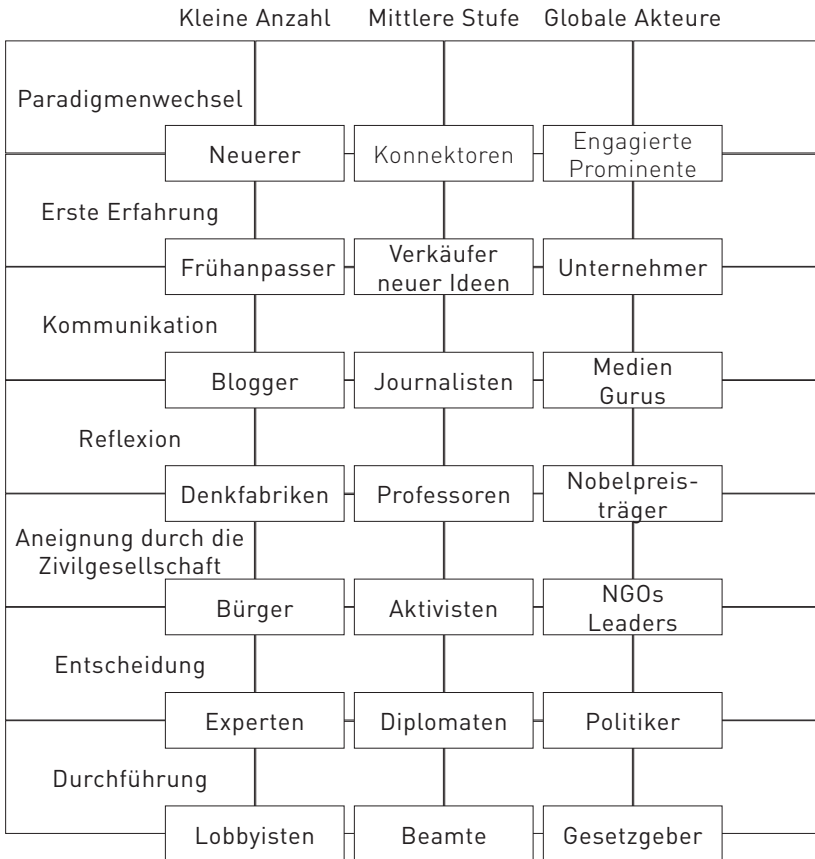 Kleine Anzahl Mittlere Stufe Globale Akteure
Paradigmenwechsel
Neuerer
Konnektoren
Engagierte
Prominente
Erste Erfahrung
Frühanpasser
Verkäufer
neuer Ideen
Unternehmer
Kommunikation
Blogger
Journalisten
Medien
Gurus
Reflexion
Denkfabriken
Professoren
Nobelpreis-
träger
Aneignung durch die
Zivilgesellschaft
Bürger
Aktivisten
NGOs
Leaders
Entscheidung
Experten
Diplomaten
Politiker
Durchführung
Lobbyisten
Beamte
Gesetzgeber